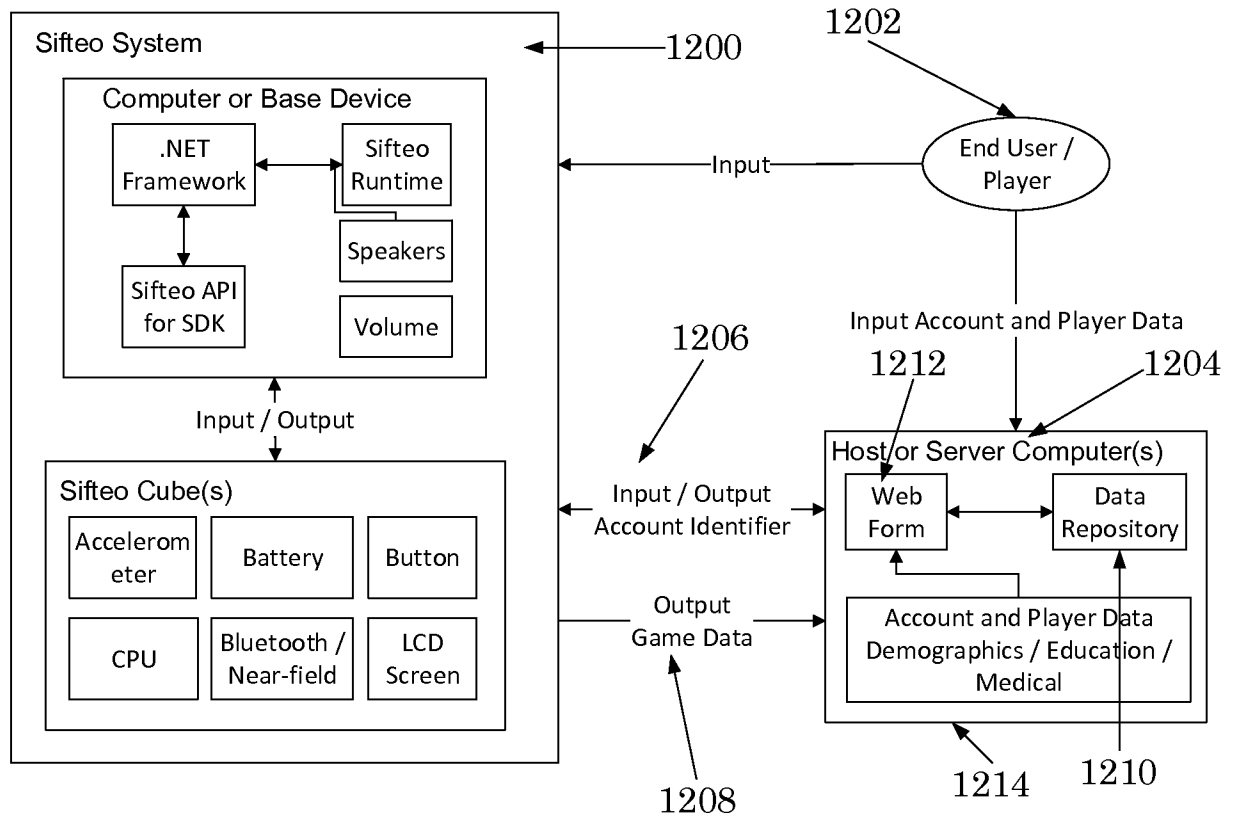 Sifteo System
1200
1202
Computer or Base Device
.NET
Framework
Sifteo
Runtime
Speakers
Sifteo API
for SDK
Volume
Input
End User /
Player
Input / Output
Input Account and Player Data
1206
1212
1204
Sifteo Cube(s)
Accelerom
eter
Battery
Button
CPU
Bluetooth /
Near-field
LCD
Screen
Input / Output
Account Identifier
Output
Game Data
Host or Server Computer(s)
Web
Form
Data
Repository
Account and Player Data
Demographics / Education /
Medical
1208
1214
1210